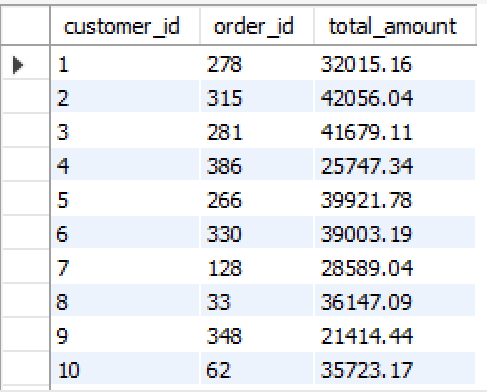 customer_id order_id total_amount
1 278 32015.16
2 315 42056.04
3 281 41679.11
4 386 25747.34
5 266 39921.78
6 330 39003.19
7 128 28589.04
8 33 36147.09
9 348 21414.44
10 62 35723.17